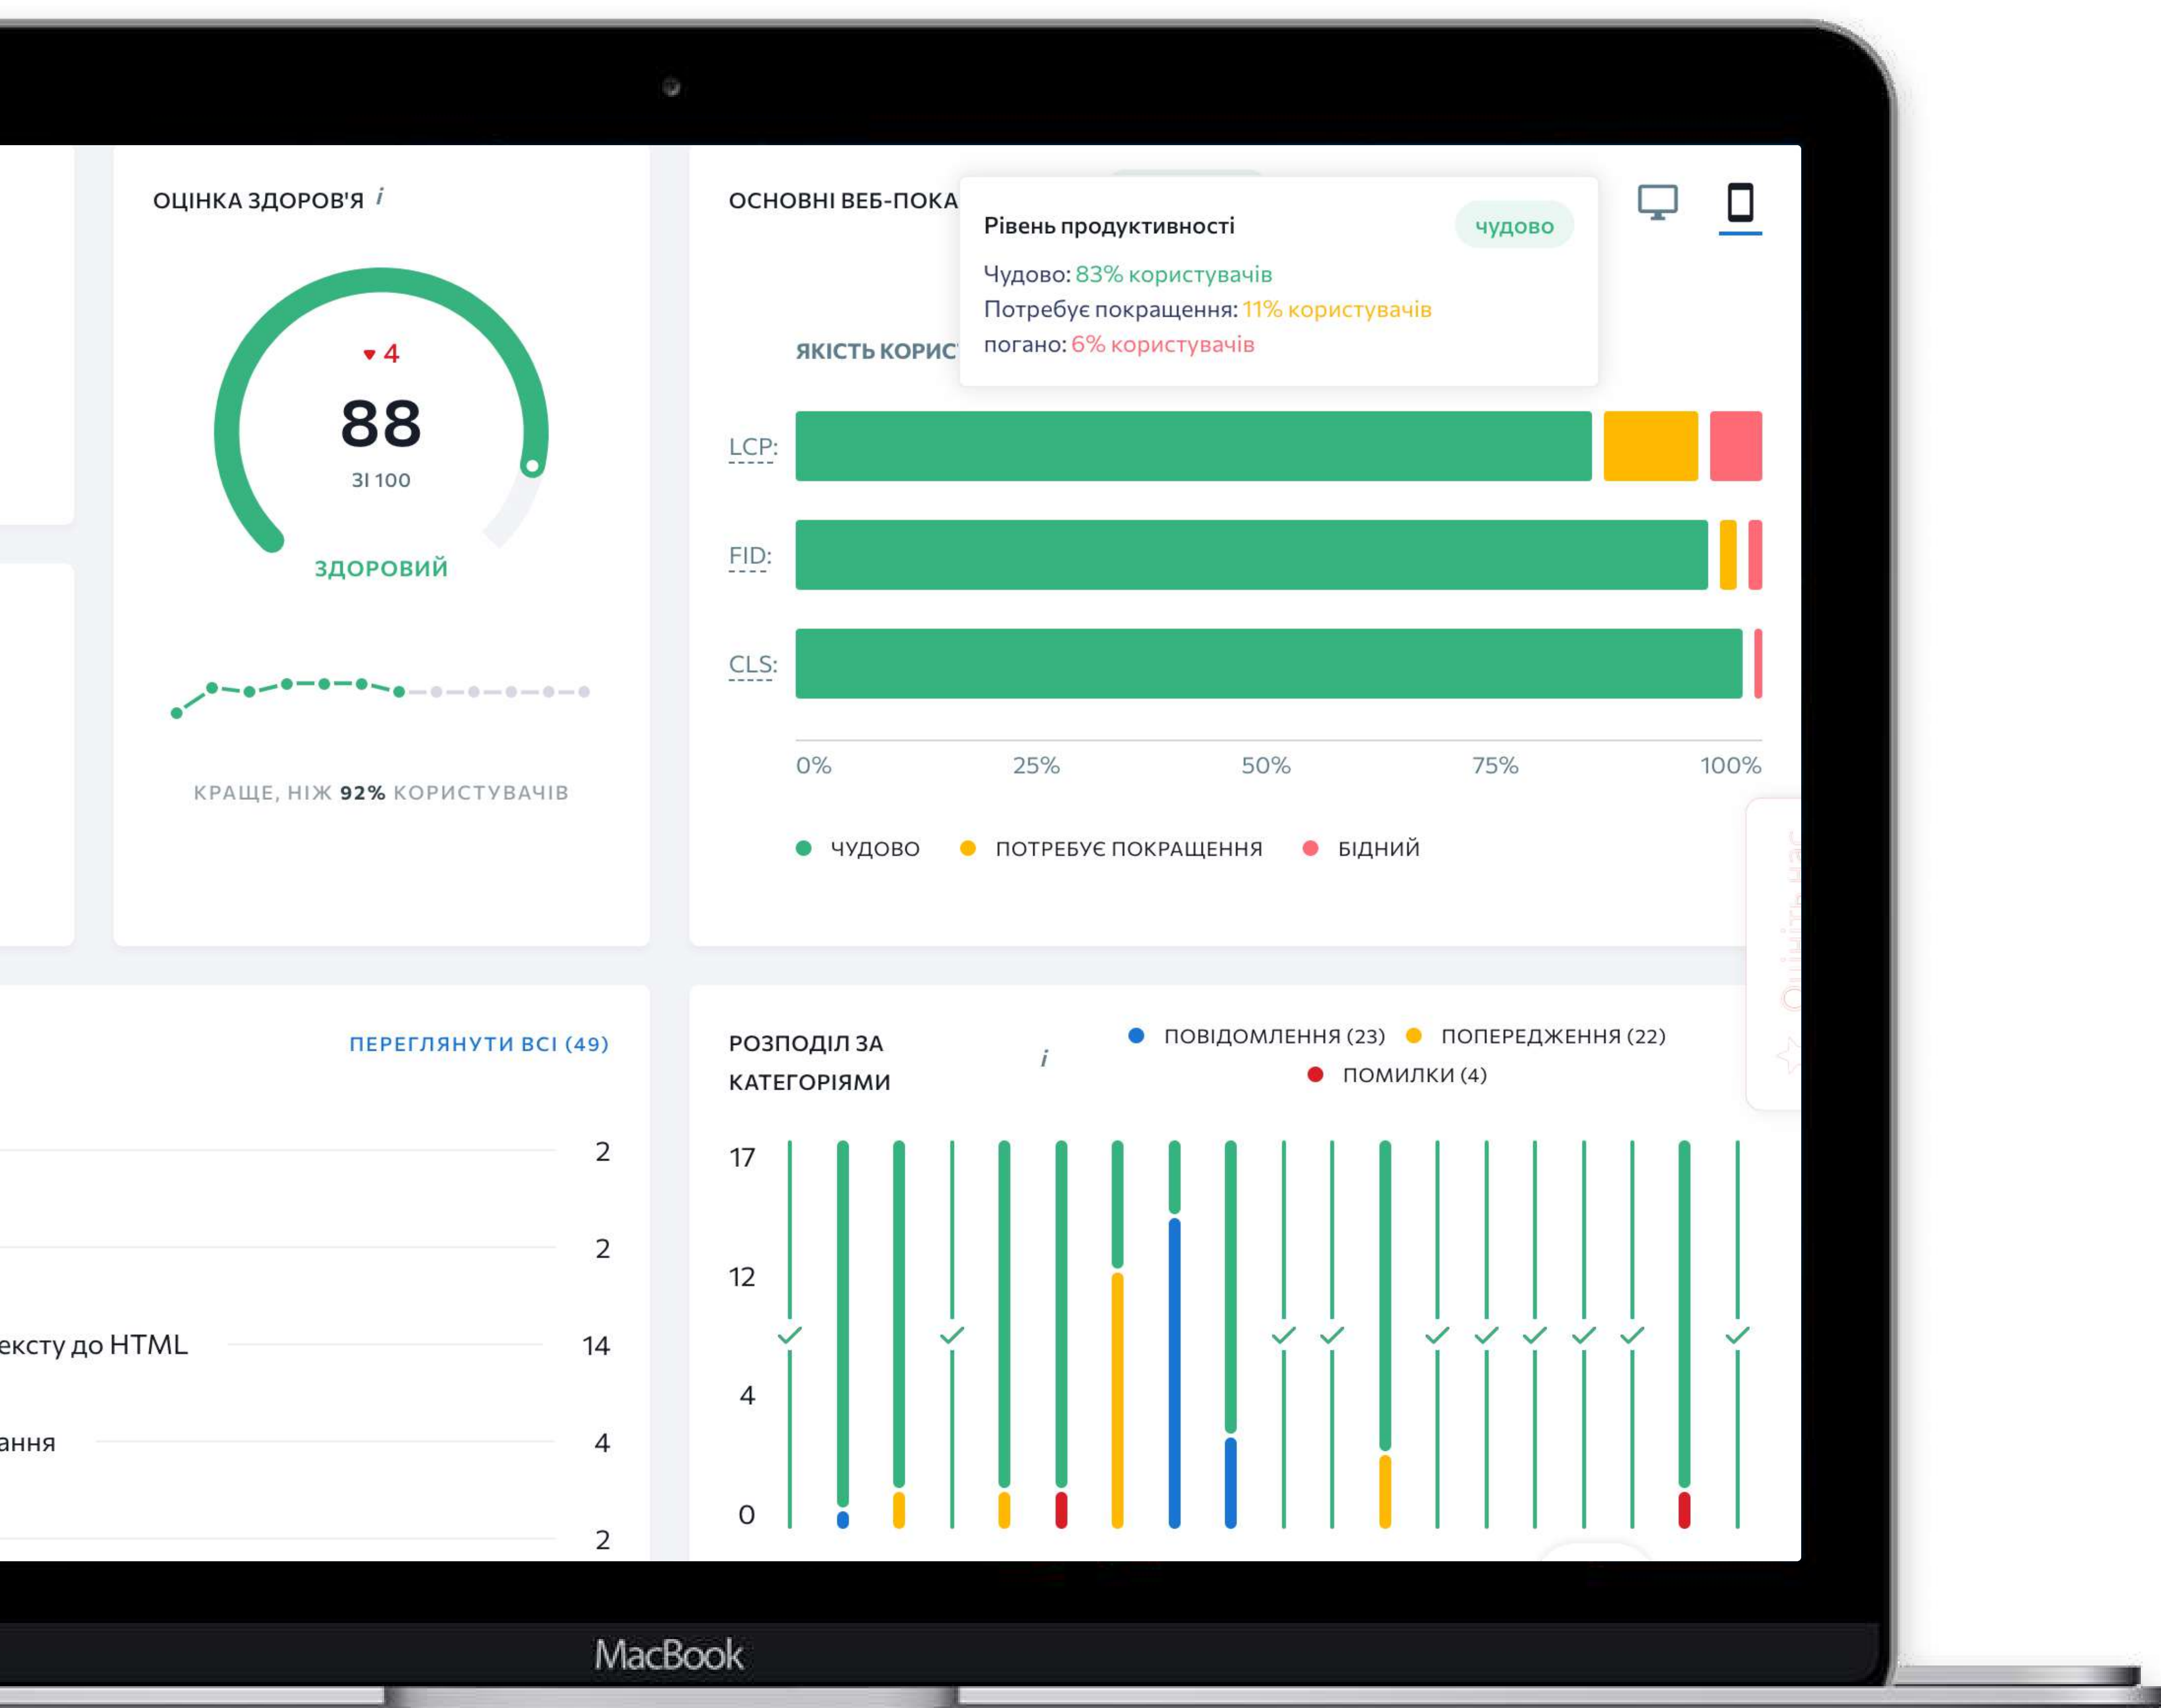 ОЦІНКА ЗДОРОВ'Я i
▾ 4
88
ЗІ 100
ЗДОРОВИЙ
КРАЩЕ, НІЖ 92% КОРИСТУВАЧІВ
ОСНОВНІ ВЕБ-ПОКА
Рівень продуктивності
чудово
Чудово: 83% користувачів
Потребує покращення: 11% користувачів
погано: 6% користувачів
ЯКІСТЬ КОРИС
LCP:
FID:
CLS:
0% 25% 50% 75% 100%
ЧУДОВО ПОТРЕБУЄ ПОКРАЩЕННЯ БІДНИЙ
Оцініть нас
ПЕРЕГЛЯНУТИ ВСІ (49)
2
2
ексту до HTML 14
ання 4
2
РОЗПОДІЛ ЗА
КАТЕГОРІЯМИ
i
ПОВІДОМЛЕННЯ (23) ПОПЕРЕДЖЕННЯ (22)
ПОМИЛКИ (4)
17
12
4
0
MacBook